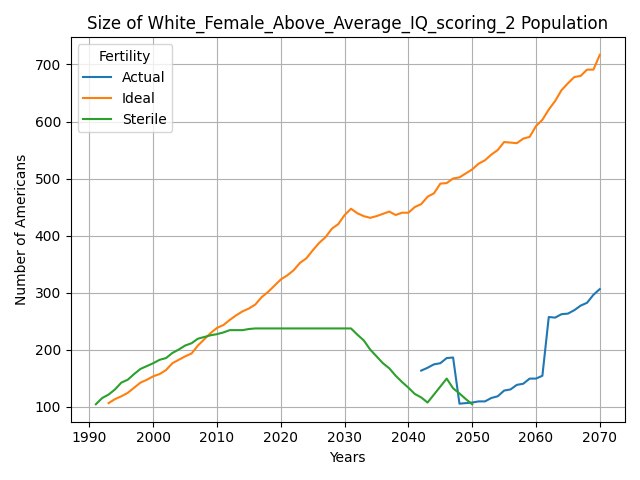 Size of White_Female_Above_Average_IQ_scoring_2 Population
Fertility
Actual
Ideal
Sterile
Number of Americans
700
600
500
400
300
200
100
1990 2000 2010 2020 2030 2040 2050 2060 2070
Years